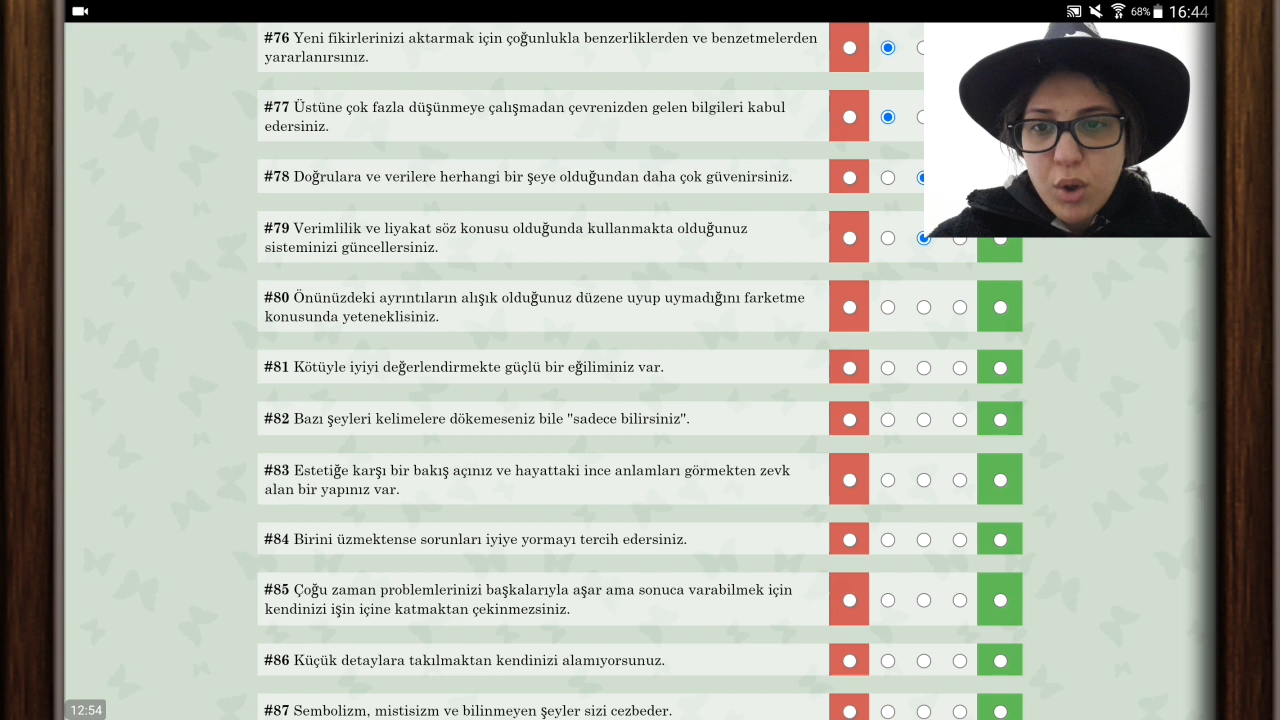 68% 16:44
#76 Yeni fikirlerinizi aktarmak için çoğunlukla benzerliklerden ve benzetmelerden
yararlanırsınız.
#77 Üstüne çok fazla düşünmeye çalışmadan çevrenizden gelen bilgileri kabul
edersiniz.
#78 Doğrulara ve verilere herhangi bir şeye olduğundan daha çok güvenirsiniz.
#79 Verimlilik ve liyakat söz konusu olduğunda kullanmakta olduğunuz
sisteminizi güncellersiniz.
#80 Önünüzdeki ayrıntıların alışık olduğunuz düzene uyup uymadığını farketme
konusunda yeteneklisiniz.
#81 Kötüyle iyiyi değerlendirmekte güçlü bir eğiliminiz var.
#82 Bazı şeyleri kelimelere dökemeseniz bile "sadece bilirsiniz".
#83 Estetiğe karşı bir bakış açınız ve hayattaki ince anlamları görmekten zevk
alan bir yapınız var.
#84 Birini üzmektense sorunları iyiye yormayı tercih edersiniz.
#85 Çoğu zaman problemlerinizi başkalarıyla aşar ama sonuca varabilmek için
kendinizi işin içine katmaktan çekinmezsiniz.
#86 Küçük detaylara takılmaktan kendinizi alamıyorsunuz.
#87 Sembolizm, mistisizm ve bilinmeyen şeyler sizi cezbeder.
12:54